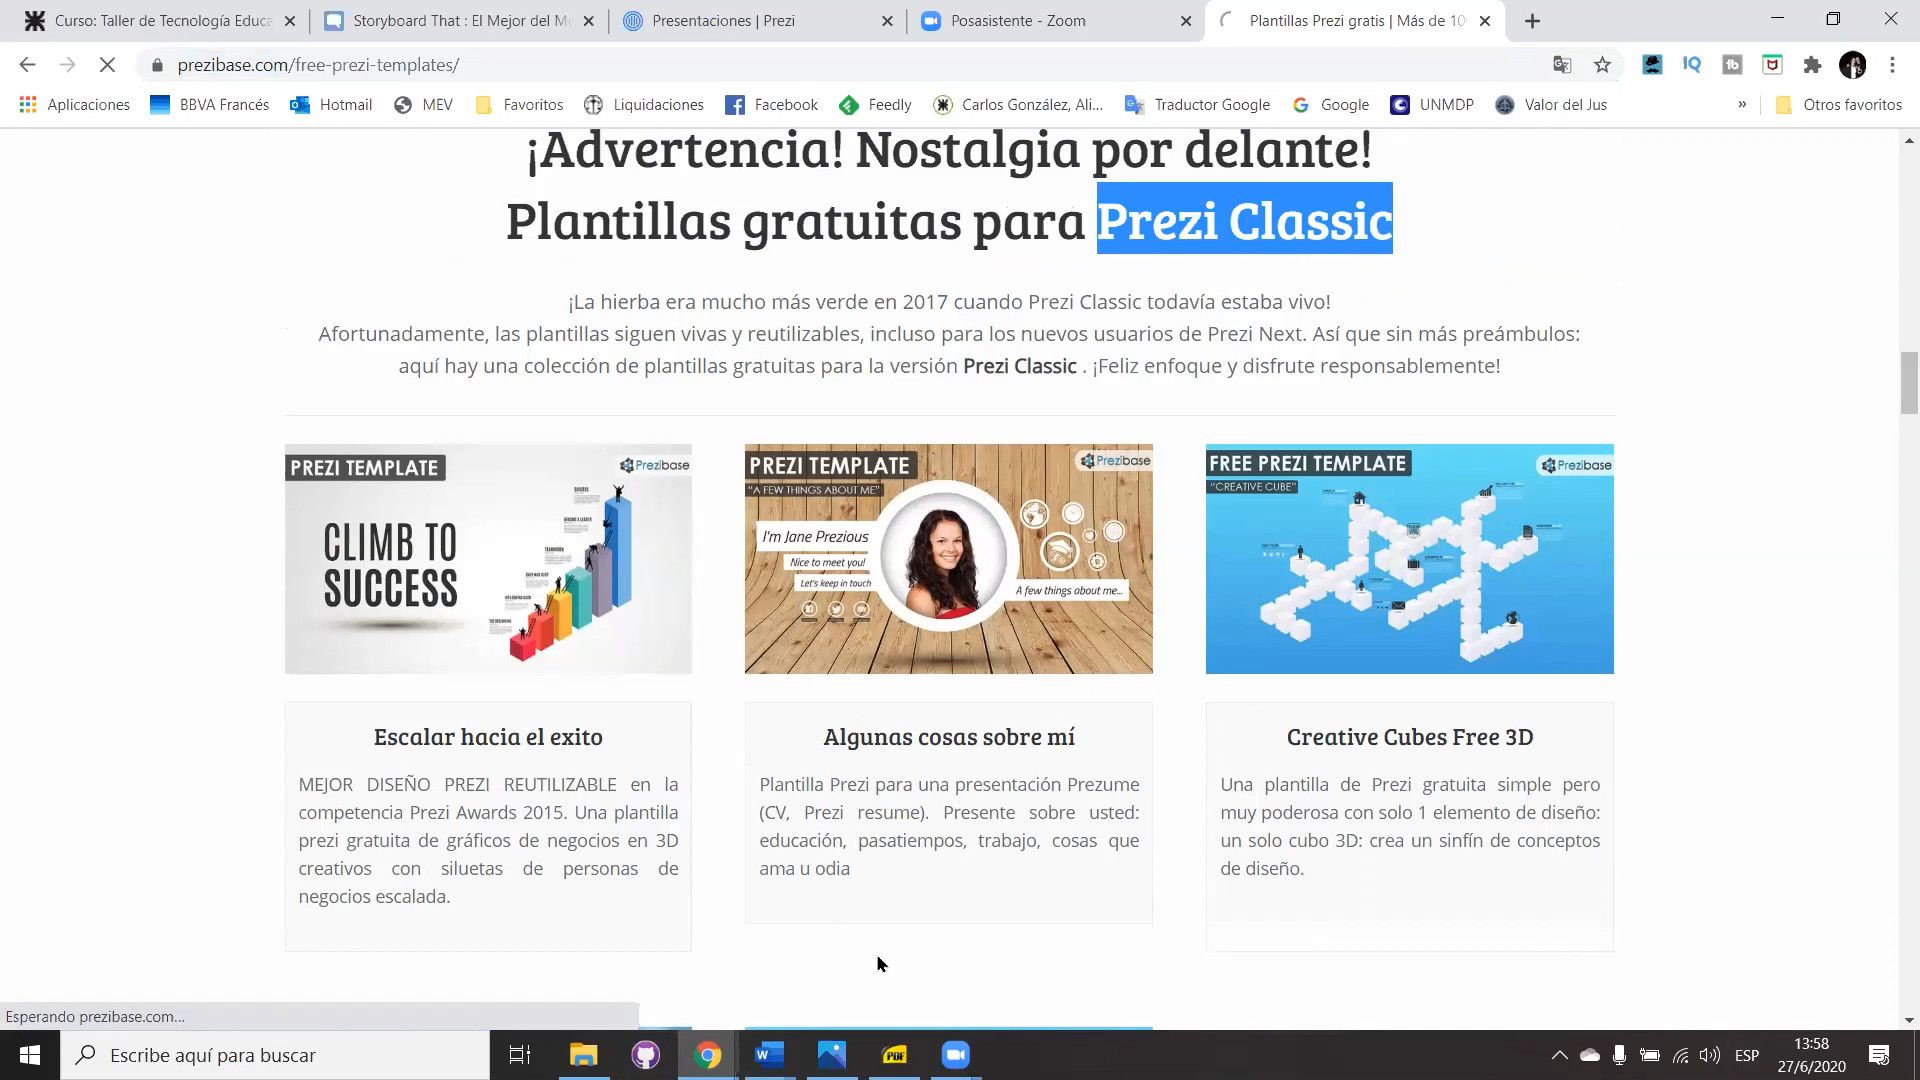 Curso: Taller de Tecnología Educa
Storyboard That : El Mejor del M
Presentaciones | Prezi
Posasistente - Zoom
Plantillas Prezi gratis | Más de 10
prezibase.com/free-prezi-templates/
Aplicaciones
BBVA Francés
Hotmail
MEV
Favoritos
Liquidaciones
Facebook
Feedly
Carlos González, Ali...
Traductor Google
Google
UNMDP
Valor del Jus
»
Otros favoritos
¡Advertencia! Nostalgia por delante!
Plantillas gratuitas para Prezi Classic
¡La hierba era mucho más verde en 2017 cuando Prezi Classic todavía estaba vivo!
Afortunadamente, las plantillas siguen vivas y reutilizables, incluso para los nuevos usuarios de Prezi Next. Así que sin más preámbulos:
aquí hay una colección de plantillas gratuitas para la versión Prezi Classic . ¡Feliz enfoque y disfrute responsablemente!
PREZI TEMPLATE
Prezibase
CLIMB TO
SUCCESS
PREZI TEMPLATE
"A FEW THINGS ABOUT ME"
Prezibase
I'm Jane Prezious
Nice to meet you!
Let's keep in touch
A few things about me...
FREE PREZI TEMPLATE
"CREATIVE CUBE"
Prezibase
Escalar hacia el exito
MEJOR DISEÑO PREZI REUTILIZABLE en la
competencia Prezi Awards 2015. Una plantilla
prezi gratuita de gráficos de negocios en 3D
creativos con siluetas de personas de
negocios escalada.
Algunas cosas sobre mí
Plantilla Prezi para una presentación Prezume
(CV, Prezi resume). Presente sobre usted:
educación, pasatiempos, trabajo, cosas que
ama u odia
Creative Cubes Free 3D
Una plantilla de Prezi gratuita simple pero
muy poderosa con solo 1 elemento de diseño:
un solo cubo 3D: crea un sinfín de conceptos
de diseño.
Esperando prezibase.com...
Escribe aquí para buscar
PDF
ESP
13:58
27/6/2020